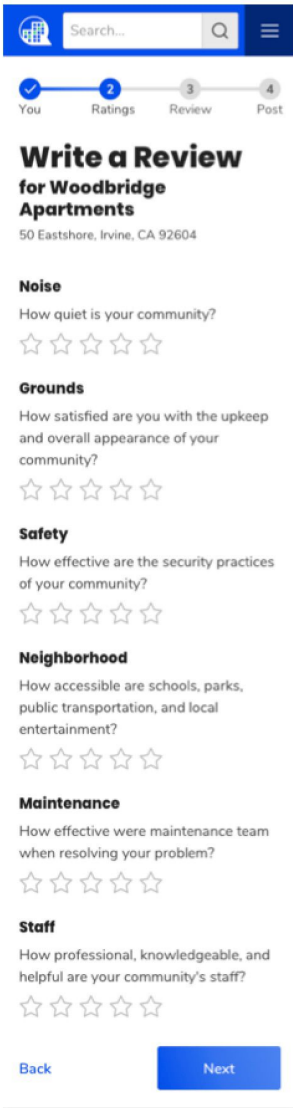 Search...
2 3 4
You Ratings Review Post
Write a Review
for Woodbridge
Apartments
50 Eastshore, Irvine, CA 92604
Noise
How quiet is your community?
Grounds
How satisfied are you with the upkeep
and overall appearance of your
community?
Safety
How effective are the security practices
of your community?
Neighborhood
How accessible are schools, parks,
public transportation, and local
entertainment?
Maintenance
How effective were maintenance team
when resolving your problem?
Staff
How professional, knowledgeable, and
helpful are your community's staff?
Back Next